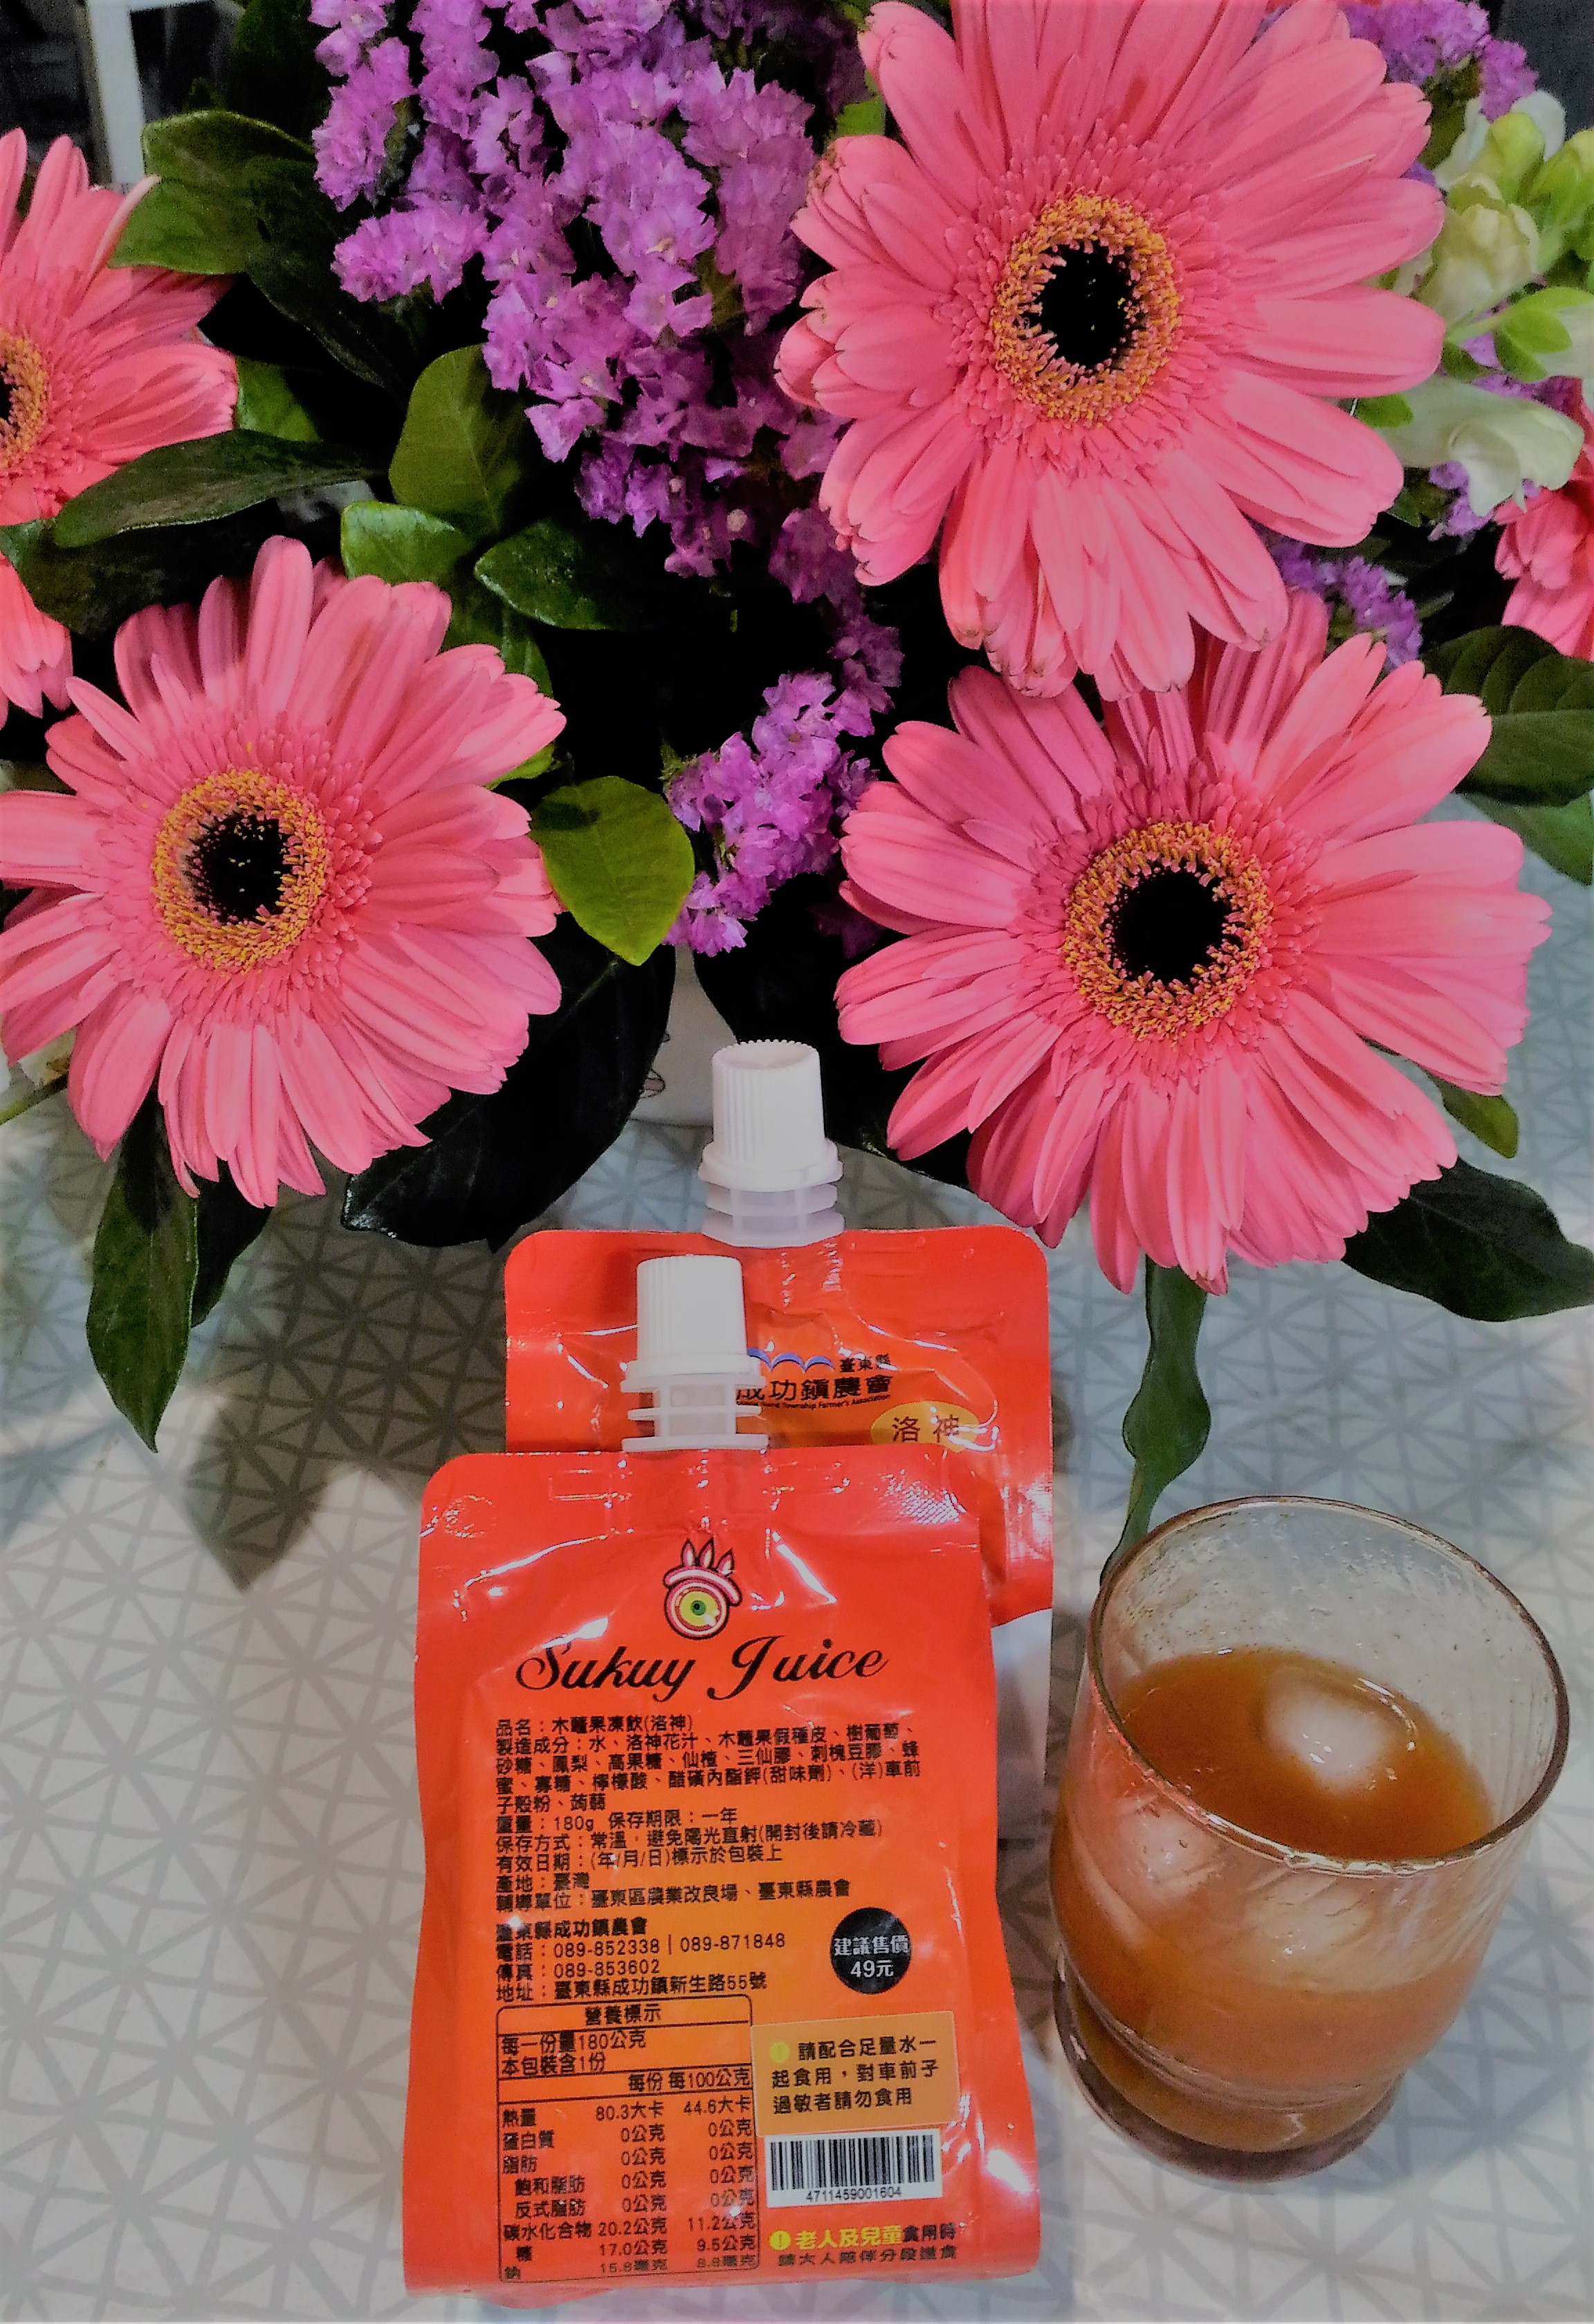 臺東縣
成功鎮農會
Township Farmer's Association
洛神
Sukuy Juice
品名：木虌果凍飲(洛神)
製造成分：水、洛神花汁、木虌果假種皮、樹葡萄、
砂糖、鳳梨、高果糖、仙楂、三仙膠、刺槐豆膠、蜂
蜜、寡糖、檸檬酸、醋磺內酯鉀(甜味劑)、(洋)車前
子殼粉、蒟蒻
重量：180g 保存期限：一年
保存方式：常溫，避免陽光直射(開封後請冷藏)
有效日期：(年/月/日)標示於包裝上
產地：臺灣
輔導單位：臺東區農業改良場、臺東縣農會
臺東縣成功鎮農會
電話：089-852338 | 089-871848
傳真：089-853602
地址：臺東縣成功鎮新生路55號
建議售價
49元
營養標示
每一份量180公克
本包裝含1份
每份 每100公克
熱量 80.3大卡 44.6大卡
蛋白質 0公克 0公克
脂肪 0公克 0公克
飽和脂肪 0公克 0公克
反式脂肪 0公克 0公克
碳水化合物 20.2公克 11.2公克
糖 17.0公克 9.5公克
鈉 15.8毫克 8.8毫克
! 請配合足量水一
起食用，對車前子
過敏者請勿食用
4711459001604
! 老人及兒童食用時
請大人陪伴分段進食